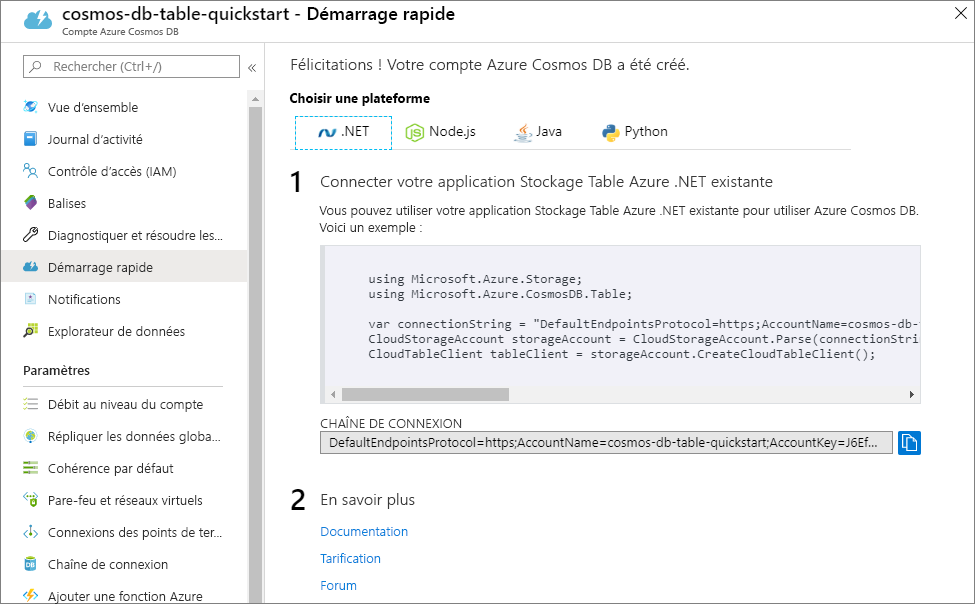 cosmos-db-table-quickstart - Démarrage rapide
Compte Azure Cosmos DB
Rechercher (Ctrl+/)
«
Vue d'ensemble
Journal d'activité
Contrôle d'accès (IAM)
Balises
Diagnostiquer et résoudre les...
Démarrage rapide
Notifications
Explorateur de données
Paramètres
Débit au niveau du compte
Répliquer les données globa...
Cohérence par défaut
Pare-feu et réseaux virtuels
Connexions des points de ter...
Chaîne de connexion
Ajouter une fonction Azure
Félicitations ! Votre compte Azure Cosmos DB a été créé.
Choisir une plateforme
.NET
Node.js
Java
Python
1 Connecter votre application Stockage Table Azure .NET existante
Vous pouvez utiliser votre application Stockage Table Azure .NET existante pour utiliser Azure Cosmos DB.
Voici un exemple :
using Microsoft.Azure.Storage;
using Microsoft.Azure.CosmosDB.Table;
var connectionString = "DefaultEndpointsProtocol=https;AccountName=cosmos-db-
CloudStorageAccount storageAccount = CloudStorageAccount.Parse(connectionStri
CloudTableClient tableClient = storageAccount.CreateCloudTableClient();
CHAÎNE DE CONNEXION
DefaultEndpointsProtocol=https;AccountName=cosmos-db-table-quickstart;AccountKey=J6Ef...
2 En savoir plus
Documentation
Tarification
Forum